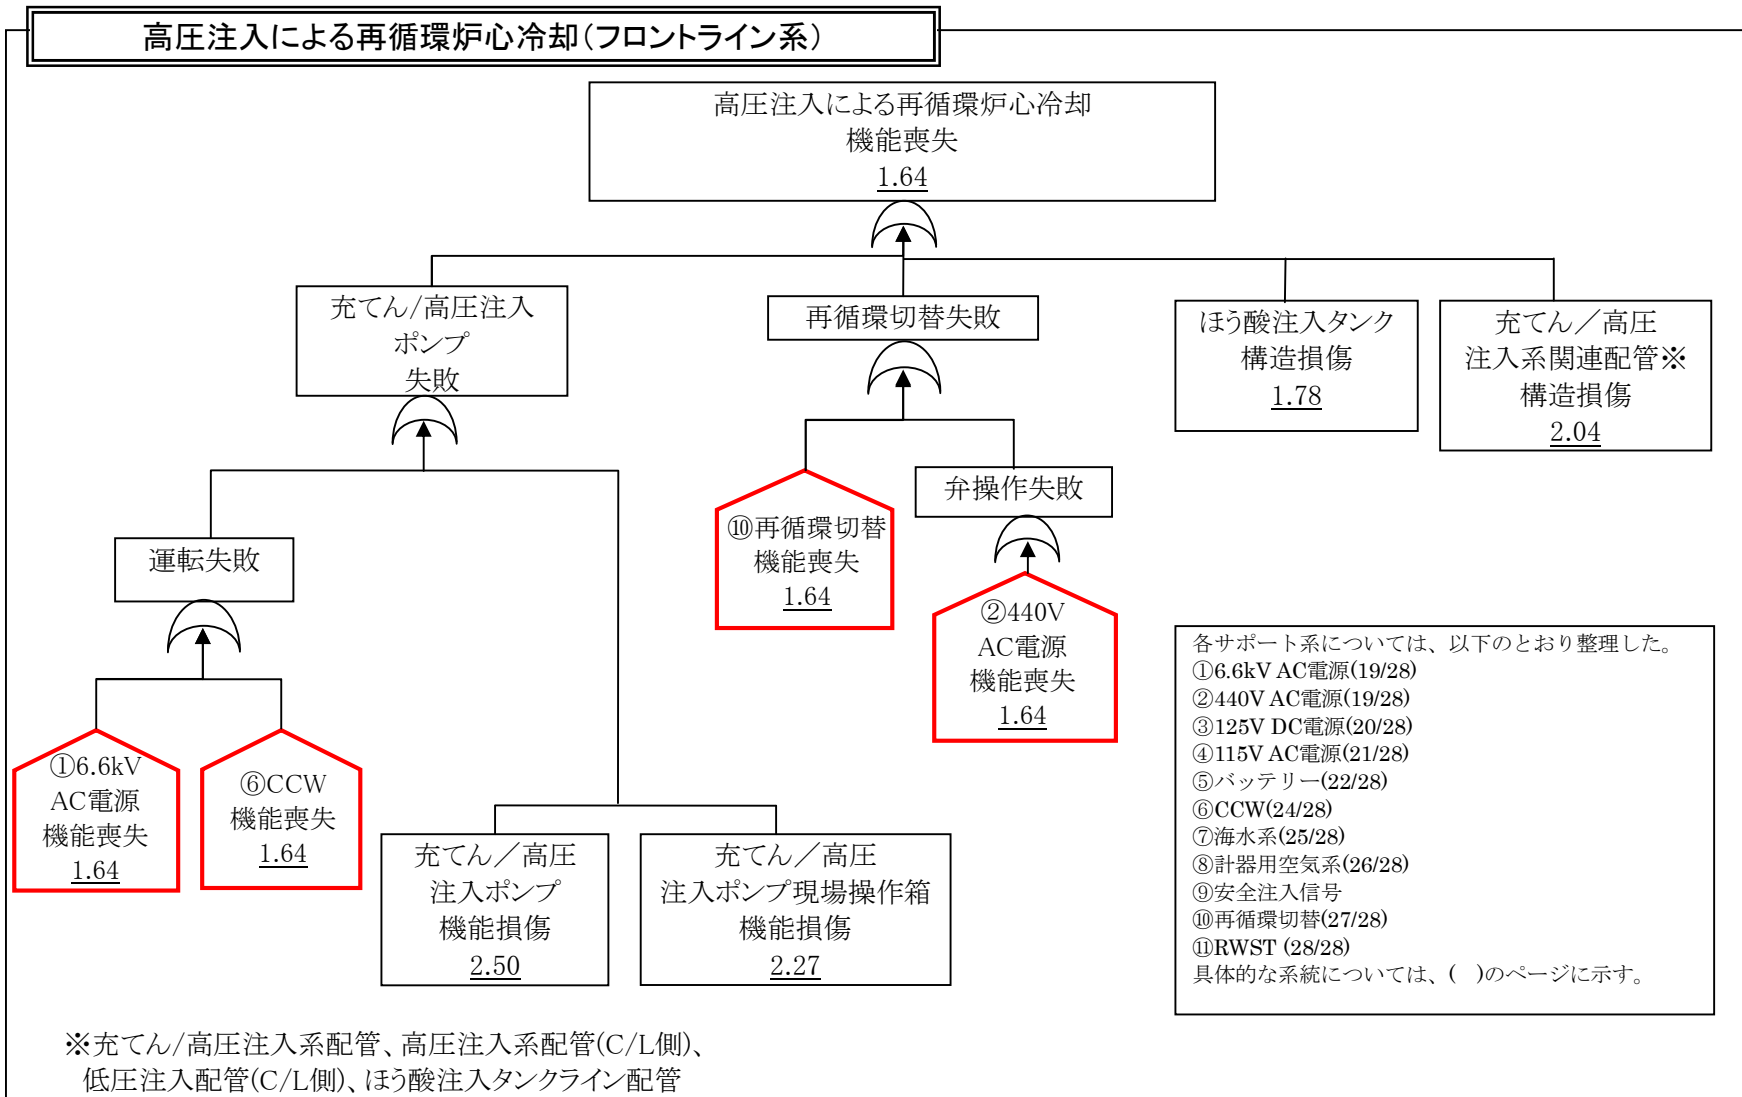 高圧注入による再循環炉心冷却（フロントライン系）
高圧注入による再循環炉心冷却
機能喪失
1.64
充てん/高圧注入
ポンプ
失敗
再循環切替失敗
ほう酸注入タンク
構造損傷
1.78
充てん／高圧
注入系関連配管※
構造損傷
2.04
運転失敗
⑩再循環切替
機能喪失
1.64
弁操作失敗
②440V
AC電源
機能喪失
1.64
①6.6kV
AC電源
機能喪失
1.64
⑥CCW
機能喪失
1.64
充てん／高圧
注入ポンプ
機能損傷
2.50
充てん／高圧
注入ポンプ現場操作箱
機能損傷
2.27
各サポート系については、以下のとおり整理した。
①6.6kV AC電源(19/28)
②440V AC電源(19/28)
③125V DC電源(20/28)
④115V AC電源(21/28)
⑤バッテリー(22/28)
⑥CCW(24/28)
⑦海水系(25/28)
⑧計器用空気系(26/28)
⑨安全注入信号
⑩再循環切替(27/28)
⑪RWST (28/28)
具体的な系統については、(　)のページに示す。
※充てん/高圧注入系配管、高圧注入系配管(C/L側)、
低圧注入配管(C/L側)、ほう酸注入タンクライン配管